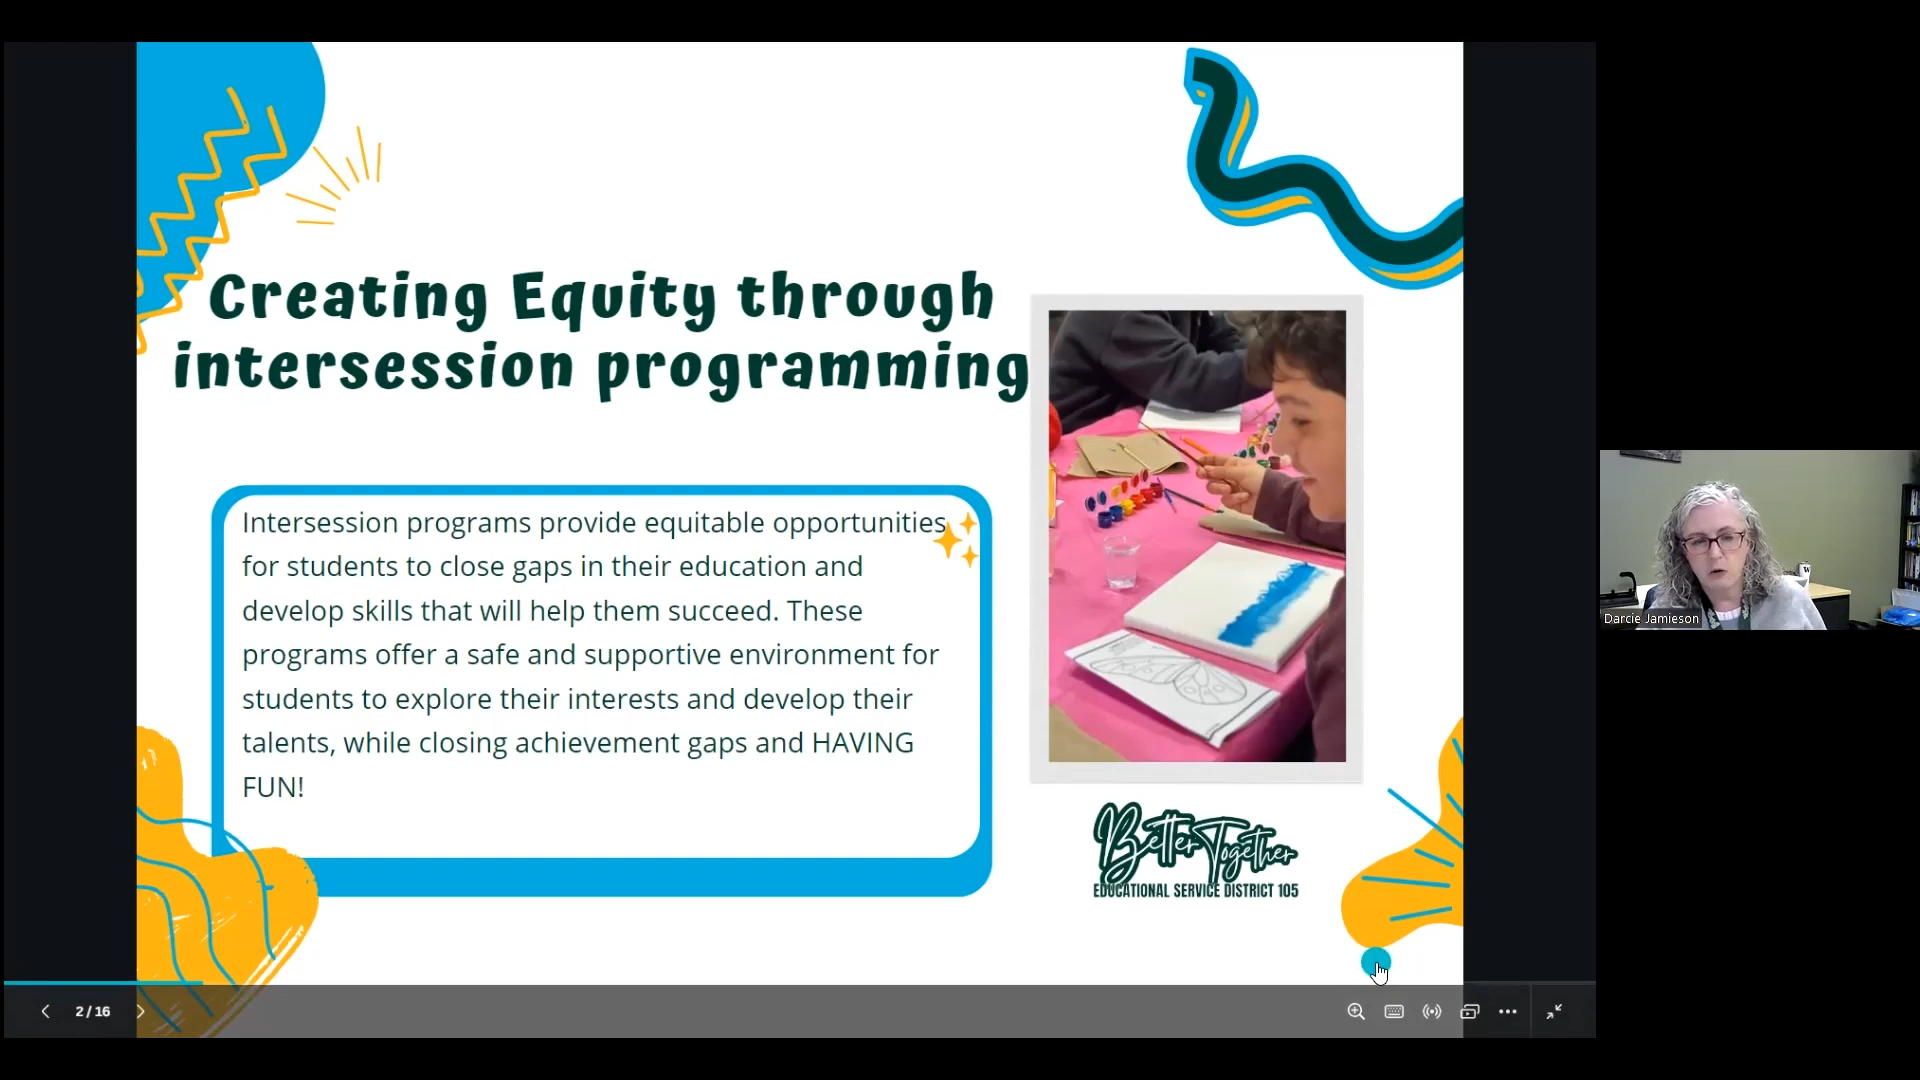 Creating Equity through
intersession programming
Intersession programs provide equitable opportunities
for students to close gaps in their education and
develop skills that will help them succeed. These
programs offer a safe and supportive environment for
students to explore their interests and develop their
talents, while closing achievement gaps and HAVING
FUN!
Better Together
EDUCATIONAL SERVICE DISTRICT 105
Darcie Jamieson
2 / 16